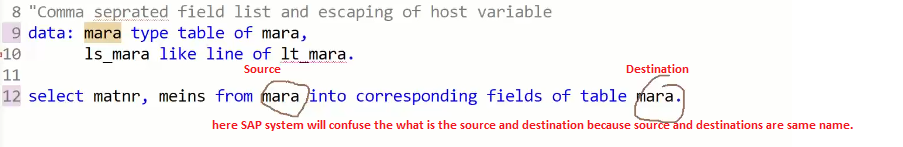 8 "Comma seprated field list and escaping of host variable
9 data: mara type table of mara,
10 ls_mara like line of lt_mara.
11 Source Destination
12 select matnr, meins from mara into corresponding fields of table mara.
here SAP system will confuse the what is the source and destination because source and destinations are same name.